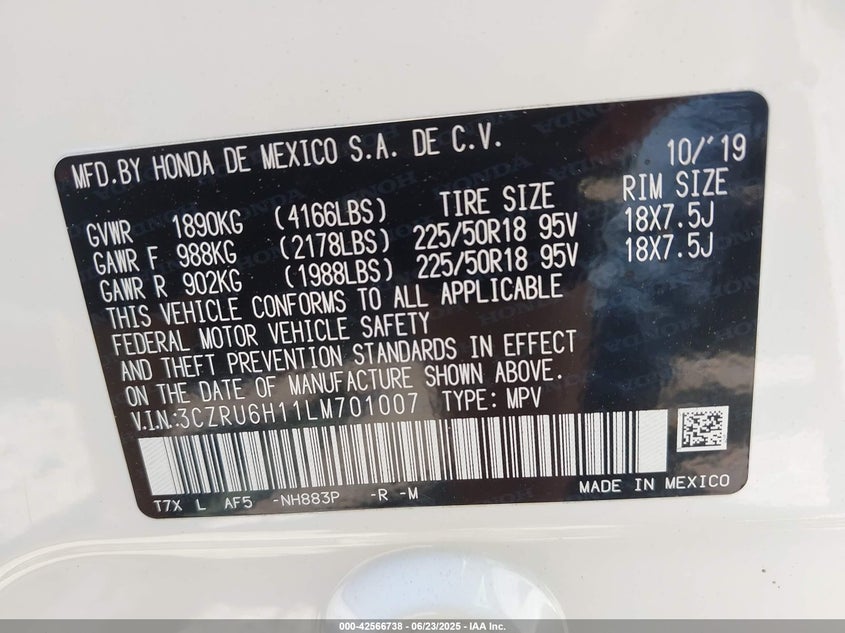 MFD.BY HONDA DE MEXICO S.A. DE C.V. 10/'19
GVWR 1890KG (4166LBS) TIRE SIZE RIM SIZE
GAWR F 988KG (2178LBS) 225/50R18 95V 18X7.5J
GAWR R 902KG (1988LBS) 225/50R18 95V 18X7.5J
THIS VEHICLE CONFORMS TO ALL APPLICABLE
FEDERAL MOTOR VEHICLE SAFETY
AND THEFT PREVENTION STANDARDS IN EFFECT
ON THE DATE OF MANUFACTURE SHOWN ABOVE.
V.I.N:3CZRU6H11LM701007 TYPE: MPV
T7X L AF5 -NH883P -R -M MADE IN MEXICO
000-42566738 - 06/23/2025 - IAA Inc.